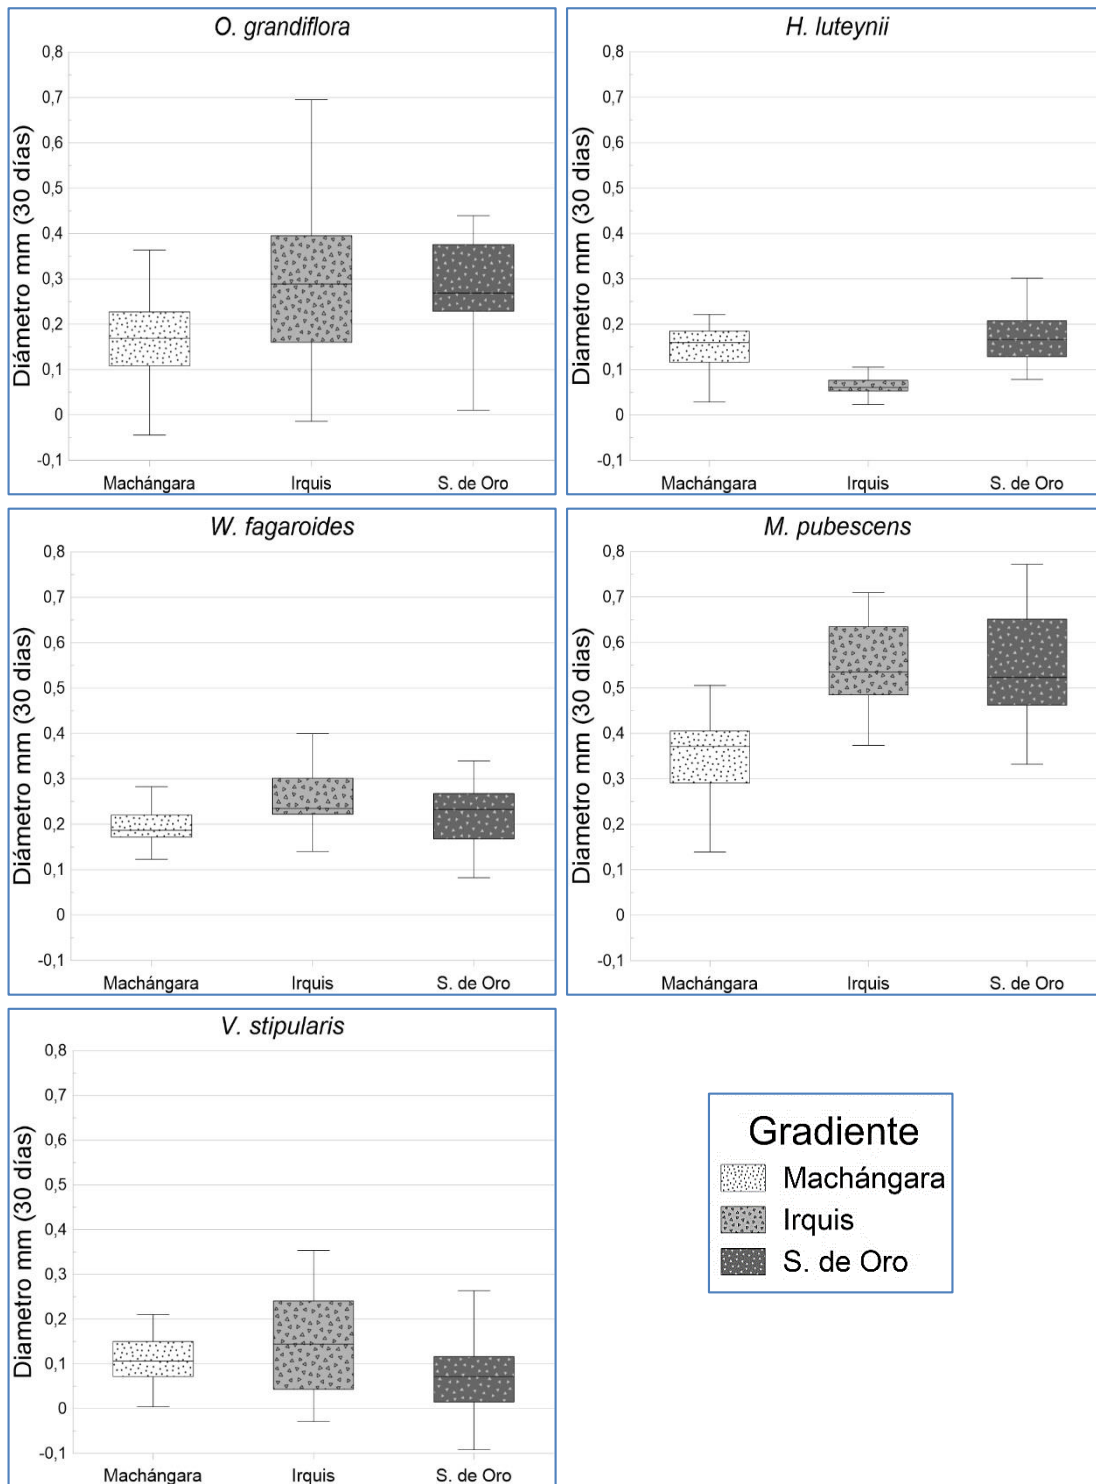 O. grandiflora
Diámetro mm (30 días)
0,8
0,7
0,6
0,5
0,4
0,3
0,2
0,1
0
-0,1
Machángara Irquis S. de Oro
H. luteynii
Diametro mm (30 días)
0,8
0,7
0,6
0,5
0,4
0,3
0,2
0,1
0
-0,1
Machángara Irquis S. de Oro
W. fagaroides
Diámetro mm (30 dias)
0,8
0,7
0,6
0,5
0,4
0,3
0,2
0,1
0
-0,1
Machángara Irquis S. de Oro
M. pubescens
Diametro mm (30 dias)
0,8
0,7
0,6
0,5
0,4
0,3
0,2
0,1
0
-0,1
Machángara Irquis S. de Oro
V. stipularis
Diametro mm (30 días)
0,8
0,7
0,6
0,5
0,4
0,3
0,2
0,1
0
-0,1
Machángara Irquis S. de Oro
Gradiente
Machángara
Irquis
S. de Oro